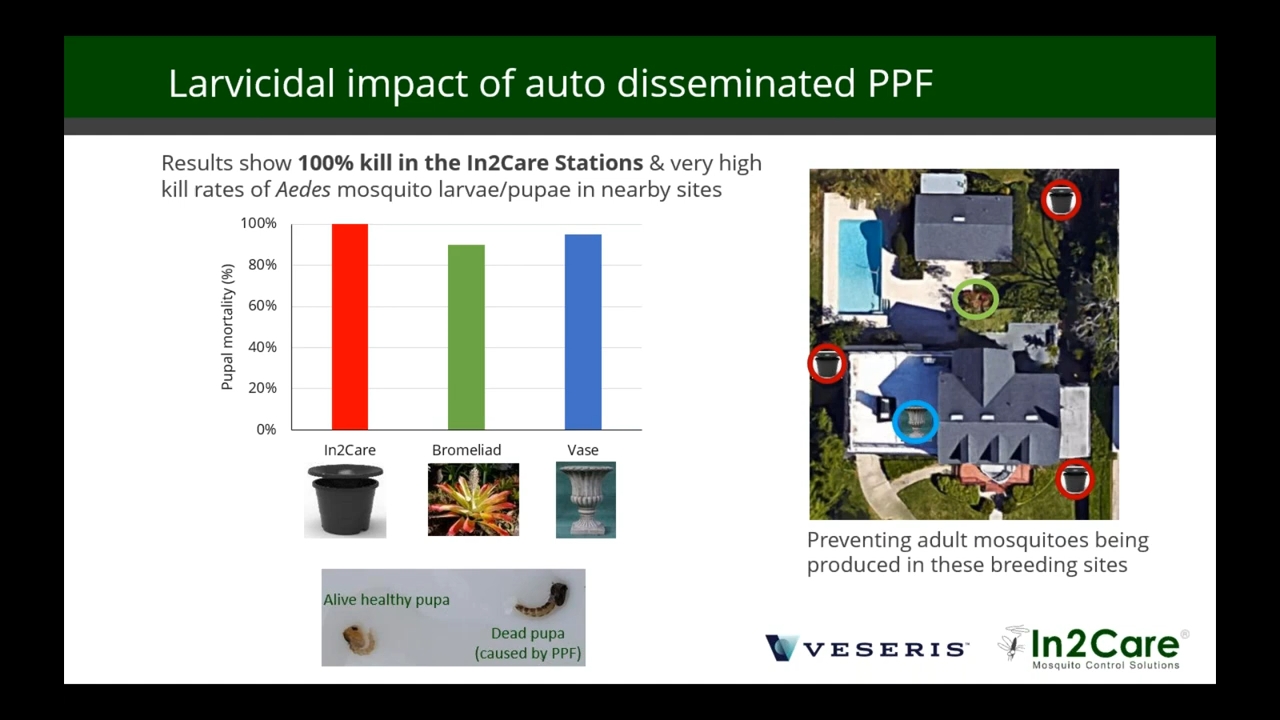 Larvicidal impact of auto disseminated PPF
Results show 100% kill in the In2Care Stations & very high
kill rates of Aedes mosquito larvae/pupae in nearby sites
Pupal mortality (%)
100%
80%
60%
40%
20%
0%
In2Care
Bromeliad
Vase
Alive healthy pupa
Dead pupa
(caused by PPF)
Preventing adult mosquitoes being
produced in these breeding sites
VESERIS™
In2Care®
Mosquito Control Solutions